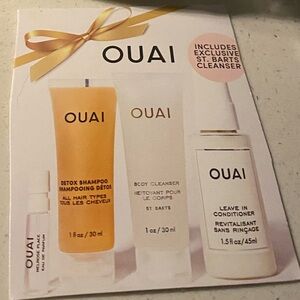 OUAI
INCLUDES
EXCLUSIVE
ST. BARTS
CLEANSER
OUAI
MELROSE PLACE
EAU DE PARFUM
OUAI
DETOX SHAMPOO
SHAMPOOING DÉTOX
ALL HAIR TYPES
TOUS LES CHEVEUX
1 fl oz / 30 ml
OUAI
BODY CLEANSER
NETTOYANT POUR
LE CORPS
ST BARTS
1 oz / 30 ml
OUAI
LEAVE IN
CONDITIONER
REVITALISANT
SANS RINÇAGE
1.5 fl oz/45ml